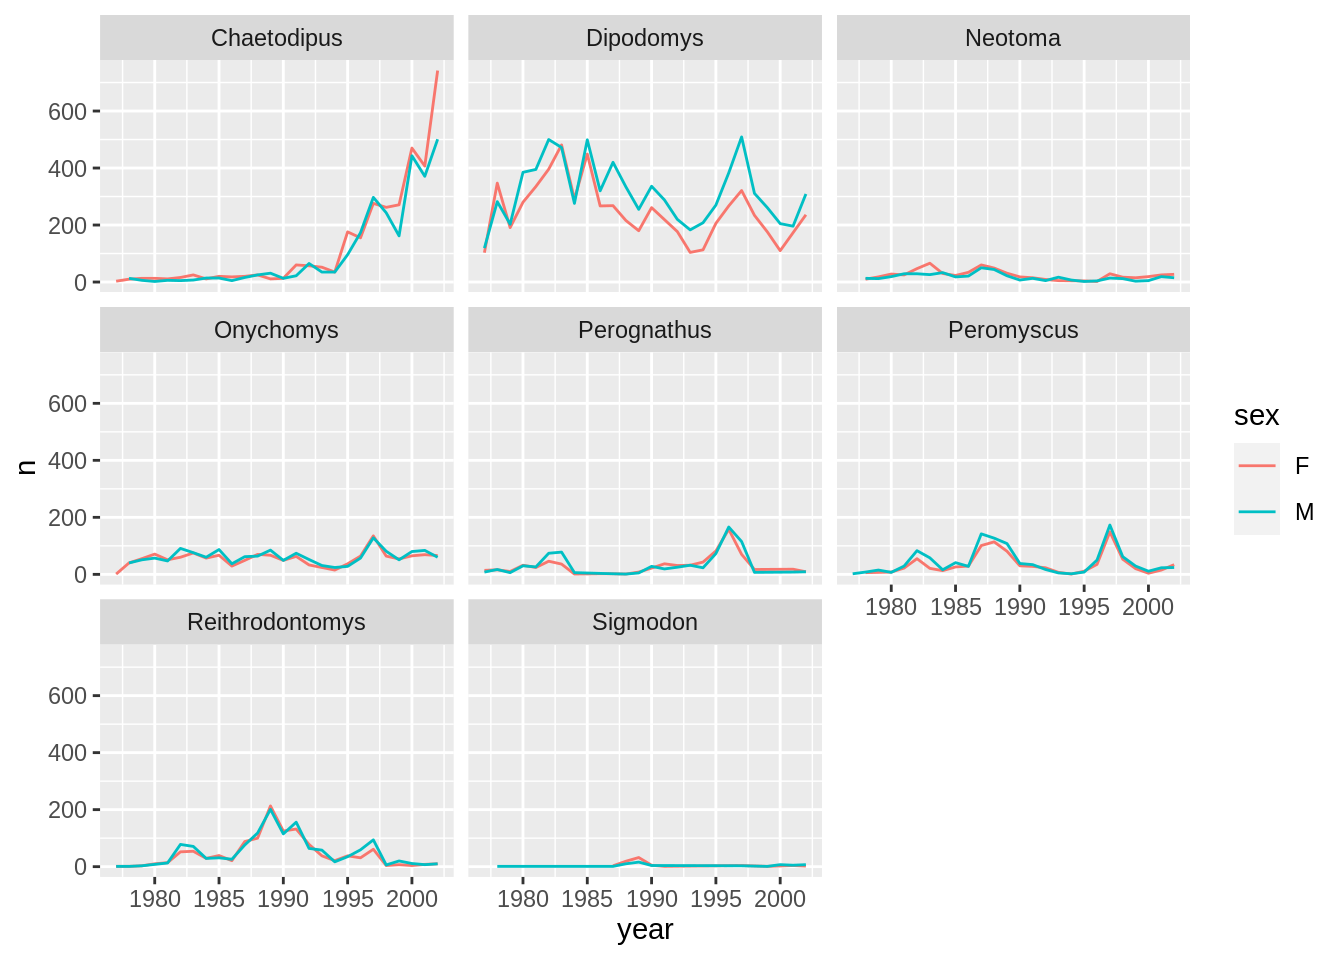 Chaetodipus Dipodomys Neotoma
600
400
200
0
Onychomys Perognathus Peromyscus
600
400
200
0
1980 1985 1990 1995 2000
n
sex
F
M
Reithrodontomys Sigmodon
600
400
200
0
1980 1985 1990 1995 2000 1980 1985 1990 1995 2000
year